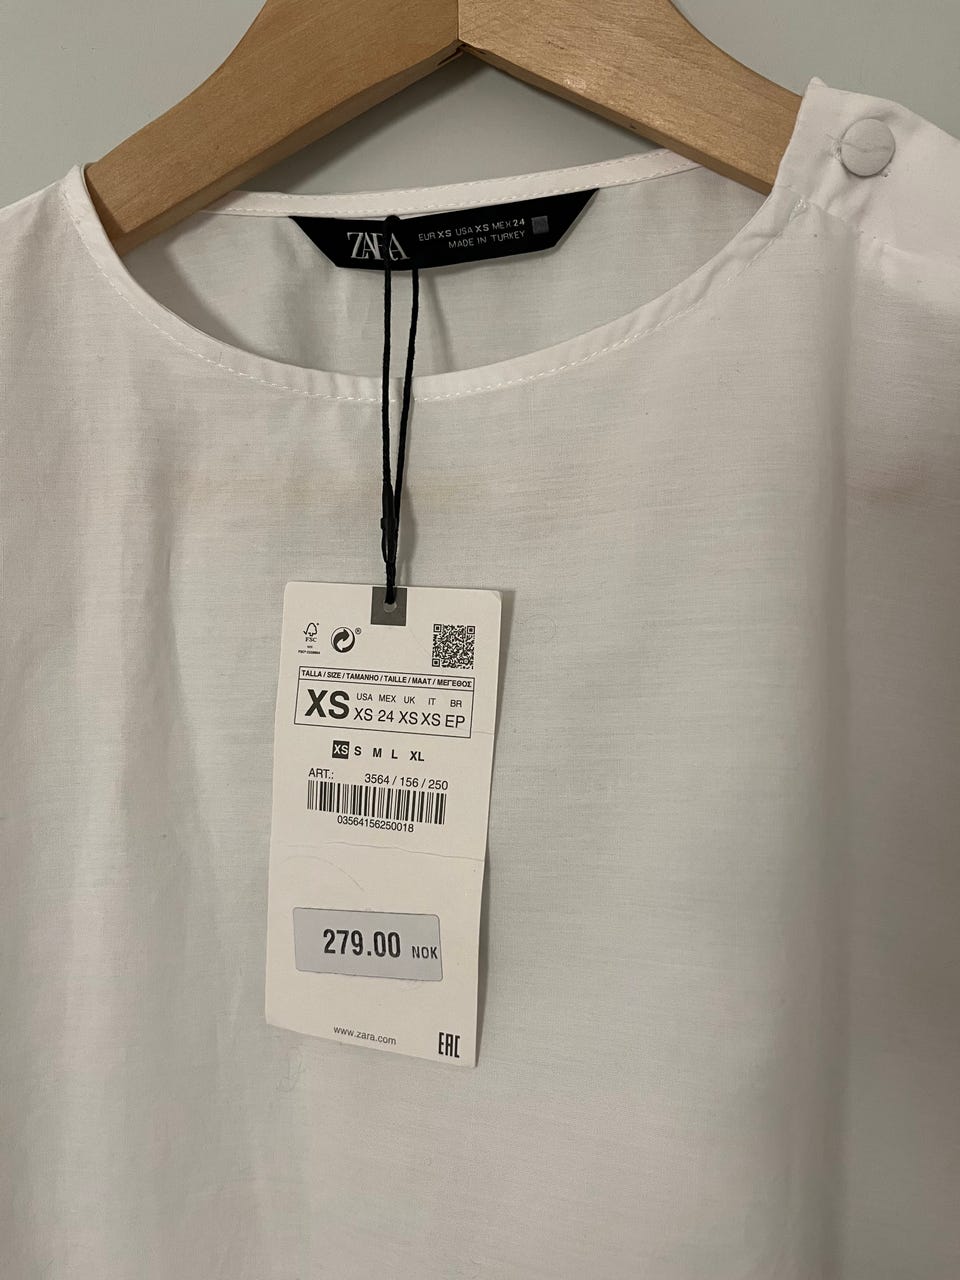 ZARA
EUR XS USA XS MEX 24
MADE IN TURKEY
FSC
TALLA / SIZE / TAMANHO / TAILLE / MAAT / ΜΕΓΕΘΟΣ
XS
USA MEX UK IT BR
XS 24 XS XS EP
XS S M L XL
ART.: 3564 / 156 / 250
03564156250018
279.00 NOK
www.zara.com
EAC